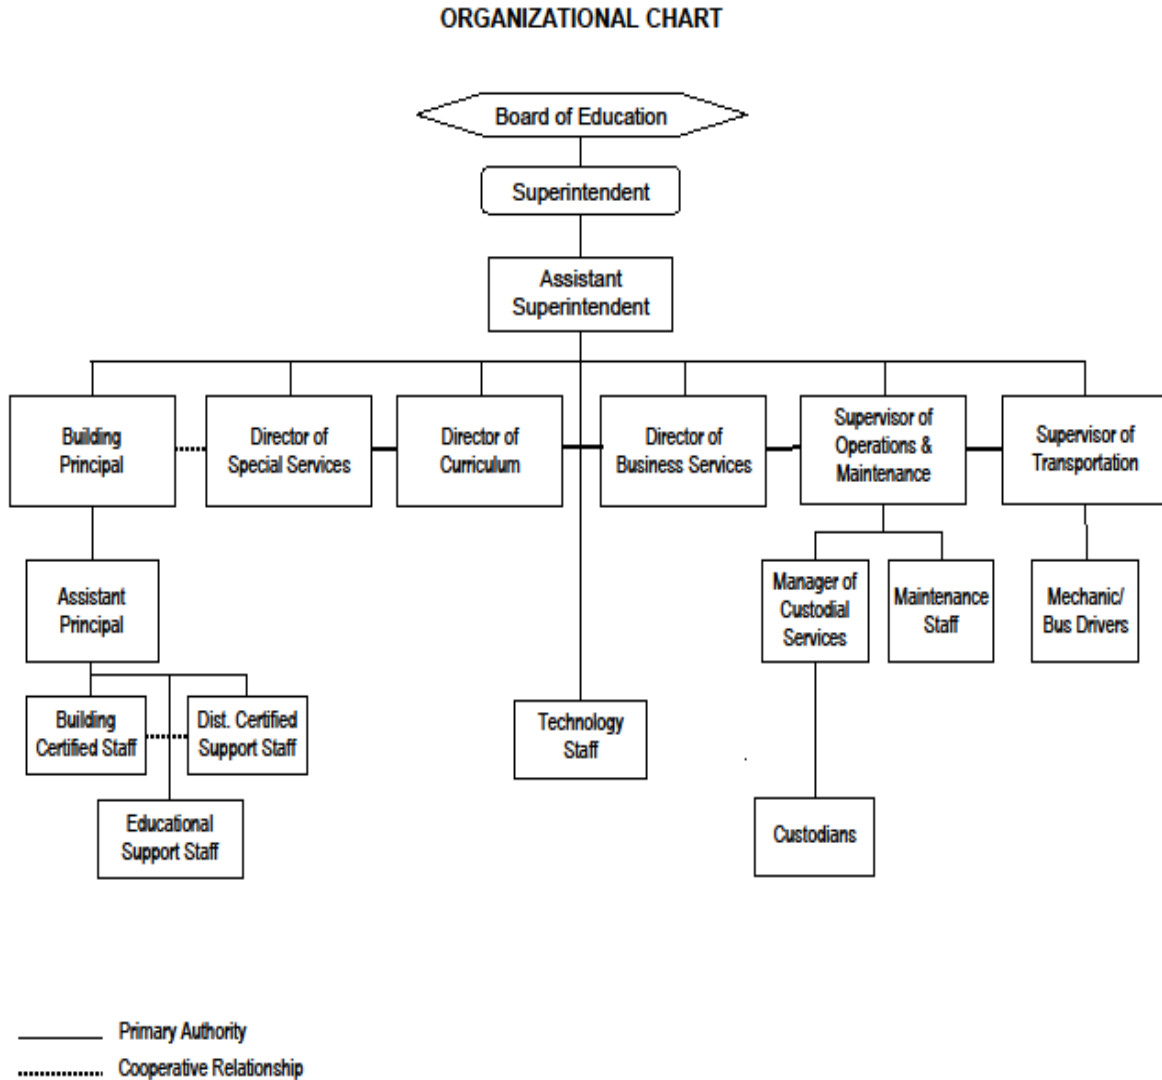 ORGANIZATIONAL CHART
Board of Education
Superintendent
Assistant
Superintendent
Building
Principal
Director of
Special Services
Director of
Curriculum
Director of
Business Services
Supervisor of
Operations &
Maintenance
Supervisor of
Transportation
Assistant
Principal
Manager of
Custodial
Services
Maintenance
Staff
Mechanic/
Bus Drivers
Building
Certified Staff
Dist. Certified
Support Staff
Technology
Staff
Educational
Support Staff
Custodians
Primary Authority
Cooperative Relationship